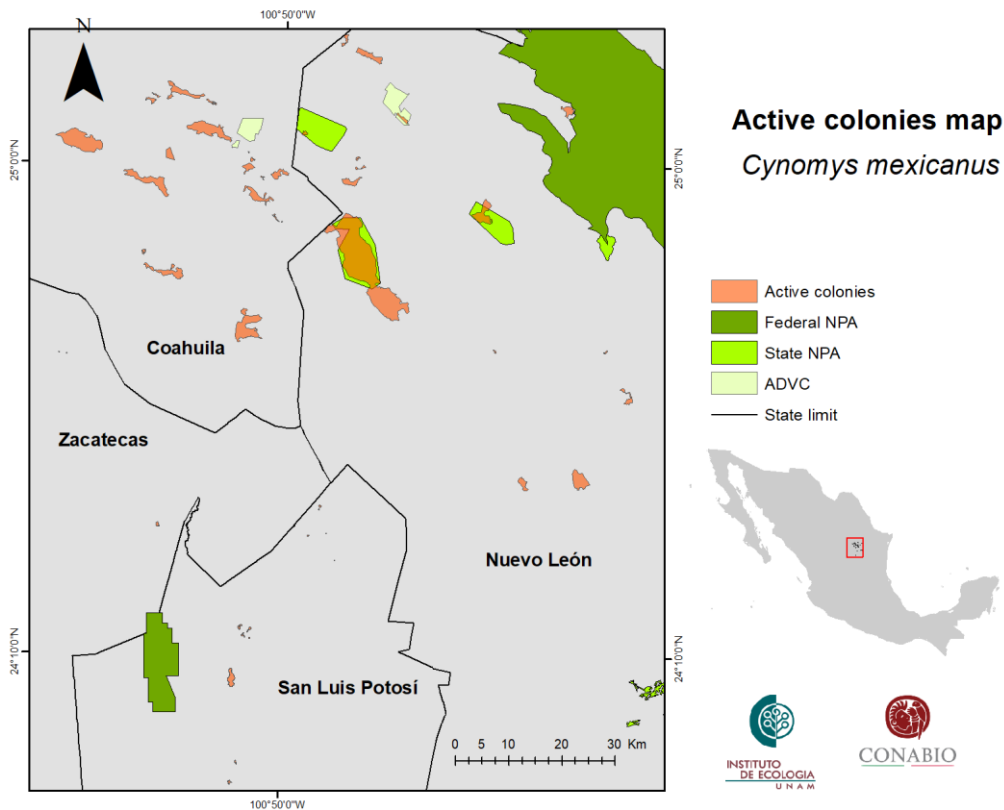 Active colonies map
Cynomys mexicanus
100°50'0"W
N
25°0'0"N
25°0'0"N
Coahuila
Zacatecas
Nuevo León
San Luis Potosí
24°10'0"N
24°10'0"N
0 5 10 20 30 Km
100°50'0"W
Active colonies
Federal NPA
State NPA
ADVC
State limit
INSTITUTO
DE ECOLOGIA
UNAM
CONABIO